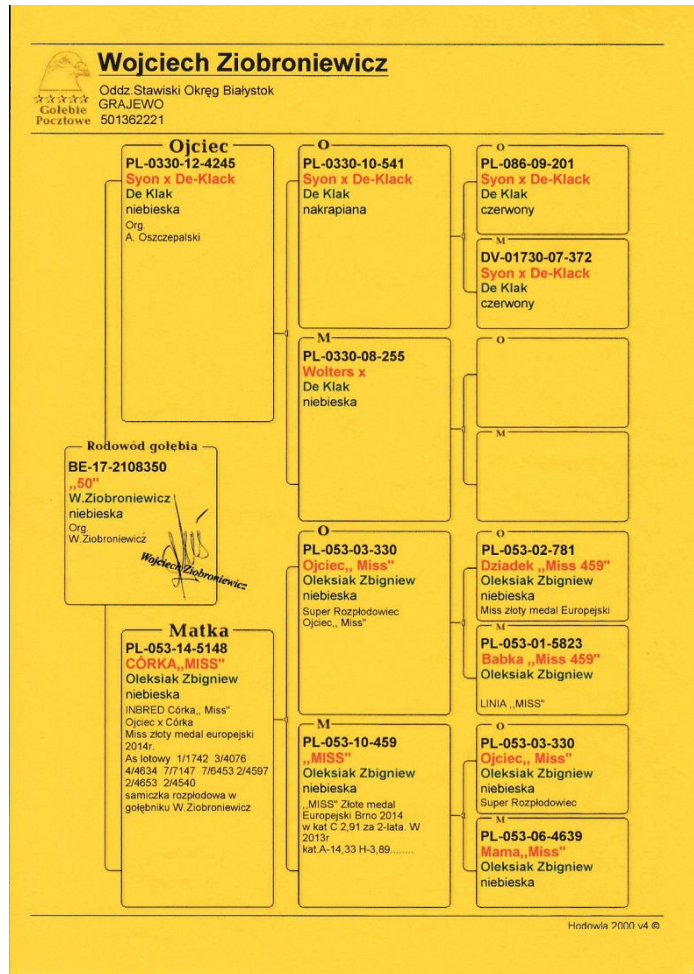 Wojciech Ziobroniewicz
Oddz.Stawiski Okręg Białystok
GRAJEWO
501362221
Gołębie
Pocztowe
Ojciec
PL-0330-12-4245
Syon x De-Klack
De Klak
niebieska
Org.
A. Oszczepalski
O
PL-0330-10-541
Syon x De-Klack
De Klak
nakrapiana
O
PL-086-09-201
Syon x De-Klack
De Klak
czerwony
M
DV-01730-07-372
Syon x De-Klack
De Klak
czerwony
M
PL-0330-08-255
Wolters x
De Klak
niebieska
O
M
Rodowód gołębia
BE-17-2108350
,,50"
W.Ziobroniewicz
niebieska
Org.
W.Ziobroniewicz
Wojciech Ziobroniewicz
Matka
PL-053-14-5148
CÓRKA,,MISS"
Oleksiak Zbigniew
niebieska
INBRED Córka,, Miss"
Ojciec x Córka
Miss złoty medal europejski
2014r.
As lotowy 1/1742 3/4076
4/4634 7/7147 7/6453 2/4597
2/4653 2/4540
samiczka rozpłodowa w
gołębniku W.Ziobroniewicz
O
PL-053-03-330
Ojciec,, Miss"
Oleksiak Zbigniew
niebieska
Super Rozpłodowiec
Ojciec,, Miss"
O
PL-053-02-781
Dziadek ,,Miss 459"
Oleksiak Zbigniew
niebieska
Miss złoty medal Europejski
M
PL-053-01-5823
Babka ,,Miss 459"
Oleksiak Zbigniew
LINIA ,,MISS"
M
PL-053-10-459
,,MISS"
Oleksiak Zbigniew
niebieska
,,MISS" Złote medal
Europejski Brno 2014
w kat C 2,91 za 2-lata. W
2013r
kat.A-14,33 H-3,89........
O
PL-053-03-330
Ojciec,, Miss"
Oleksiak Zbigniew
niebieska
Super Rozpłodowiec
M
PL-053-06-4639
Mama,,Miss"
Oleksiak Zbigniew
niebieska
Hodowla 2000 v4 ©